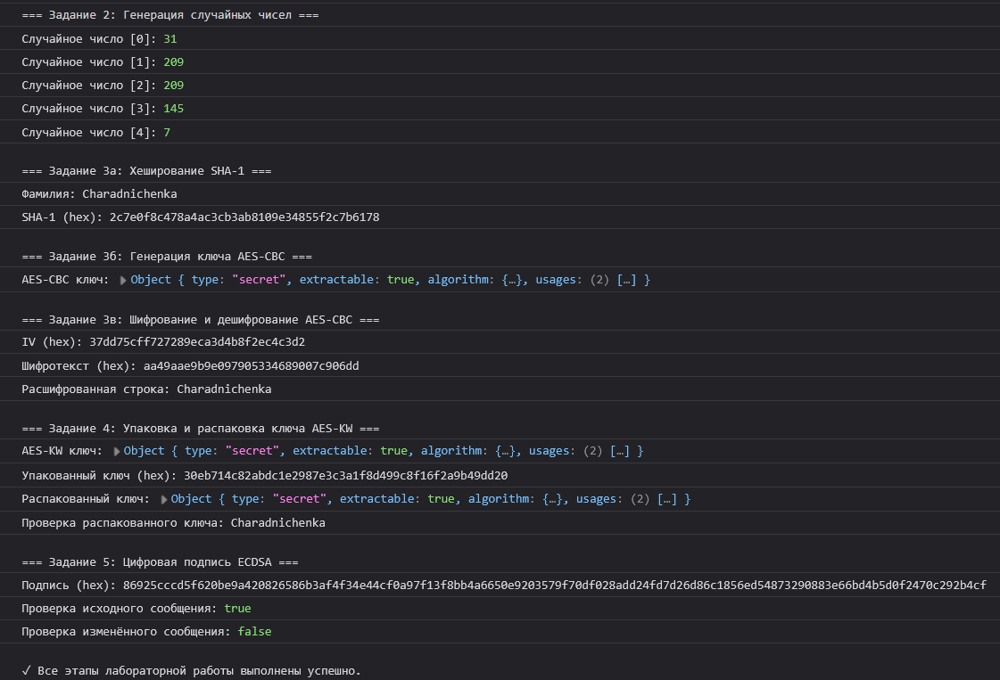 === Задание 2: Генерация случайных чисел ===
Случайное число [0]: 31
Случайное число [1]: 209
Случайное число [2]: 209
Случайное число [3]: 145
Случайное число [4]: 7
=== Задание 3а: Хеширование SHA-1 ===
Фамилия: Charadnichenka
SHA-1 (hex): 2c7e0f8c478a4ac3cb3ab8109e34855f2c7b6178
=== Задание 3б: Генерация ключа AES-CBC ===
AES-CBC ключ: ▶ Object { type: "secret", extractable: true, algorithm: {…}, usages: (2) […] }
=== Задание 3в: Шифрование и дешифрование AES-CBC ===
IV (hex): 37dd75cff727289eca3d4b8f2ec4c3d2
Шифротекст (hex): aa49aae9b9e097905334689007c906dd
Расшифрованная строка: Charadnichenka
=== Задание 4: Упаковка и распаковка ключа AES-KW ===
AES-KW ключ: ▶ Object { type: "secret", extractable: true, algorithm: {…}, usages: (2) […] }
Упакованный ключ (hex): 30eb714c82abdc1e2987e3c3a1f8d499c8f16f2a9b49dd20
Распакованный ключ: ▶ Object { type: "secret", extractable: true, algorithm: {…}, usages: (2) […] }
Проверка распакованного ключа: Charadnichenka
=== Задание 5: Цифровая подпись ECDSA ===
Подпись (hex): 86925cccd5f620be9a420826586b3af4f34e44cf0a97f13f8bb4a6650e9203579f70df028add24fd7d26d86c1856ed54873290883e66bd4b5d0f2470c292b4cf
Проверка исходного сообщения: true
Проверка изменённого сообщения: false
✓ Все этапы лабораторной работы выполнены успешно.